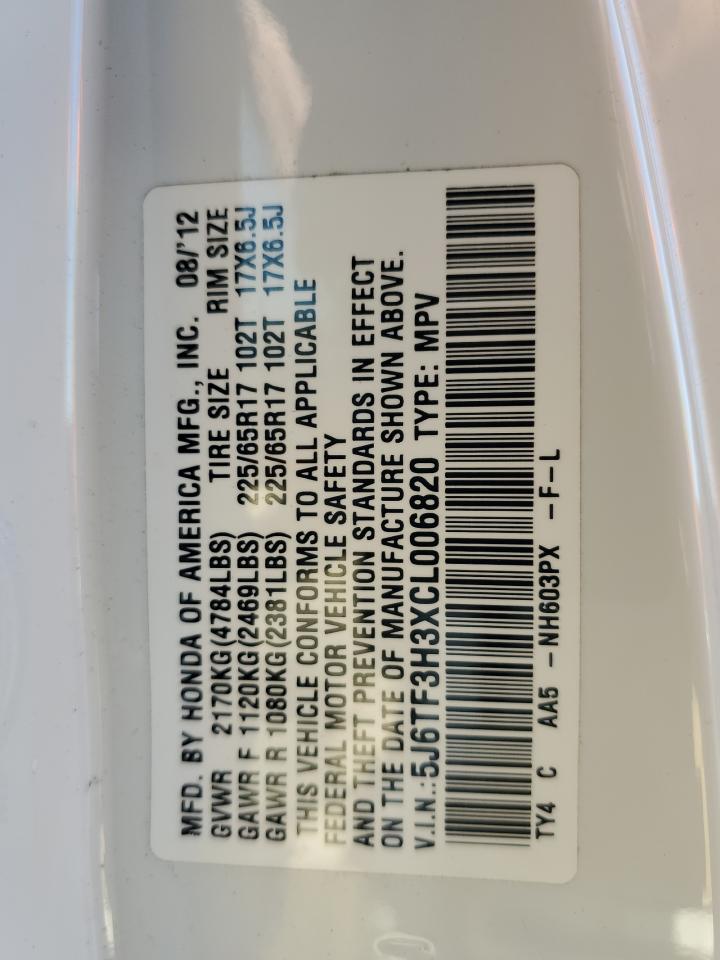 MFD. BY HONDA OF AMERICA MFG., INC. 08/'12
GVWR 2170KG(4784LBS) TIRE SIZE RIM SIZE
GAWR F 1120KG(2469LBS) 225/65R17 102T 17X6.5J
GAWR R 1080KG(2381LBS) 225/65R17 102T 17X6.5J
THIS VEHICLE CONFORMS TO ALL APPLICABLE
FEDERAL MOTOR VEHICLE SAFETY
AND THEFT PREVENTION STANDARDS IN EFFECT
ON THE DATE OF MANUFACTURE SHOWN ABOVE.
V.I.N.: 5J6TF3H3XCL006820 TYPE: MPV
TY4 C AA5 - NH603PX - F - L